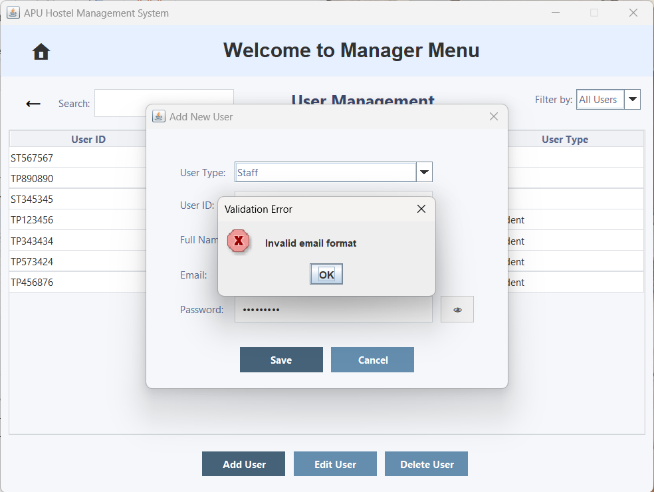 APU Hostel Management System
Welcome to Manager Menu
Search:
User Management
Filter by: All Users
User ID
User Type
ST567567
TP890890
ST345345
TP123456
TP343434
TP573424
TP456876
dent
dent
dent
dent
Add New User
User Type: Staff
User ID:
Full Nam
Email:
Password: •••••••••
Validation Error
Invalid email format
OK
Save
Cancel
Add User
Edit User
Delete User